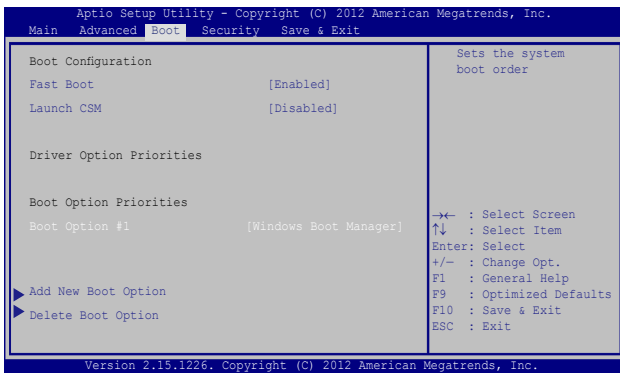 Aptio Setup Utility - Copyright (C) 2012 American Megatrends, Inc.
Main Advanced Boot Security Save & Exit
Boot Configuration
Fast Boot [Enabled]
Launch CSM [Disabled]
Driver Option Priorities
Boot Option Priorities
Boot Option #1 [Windows Boot Manager]
Add New Boot Option
Delete Boot Option
Sets the system
boot order
→← : Select Screen
↑↓ : Select Item
Enter: Select
+/— : Change Opt.
F1 : General Help
F9 : Optimized Defaults
F10 : Save & Exit
ESC : Exit
Version 2.15.1226. Copyright (C) 2012 American Megatrends, Inc.